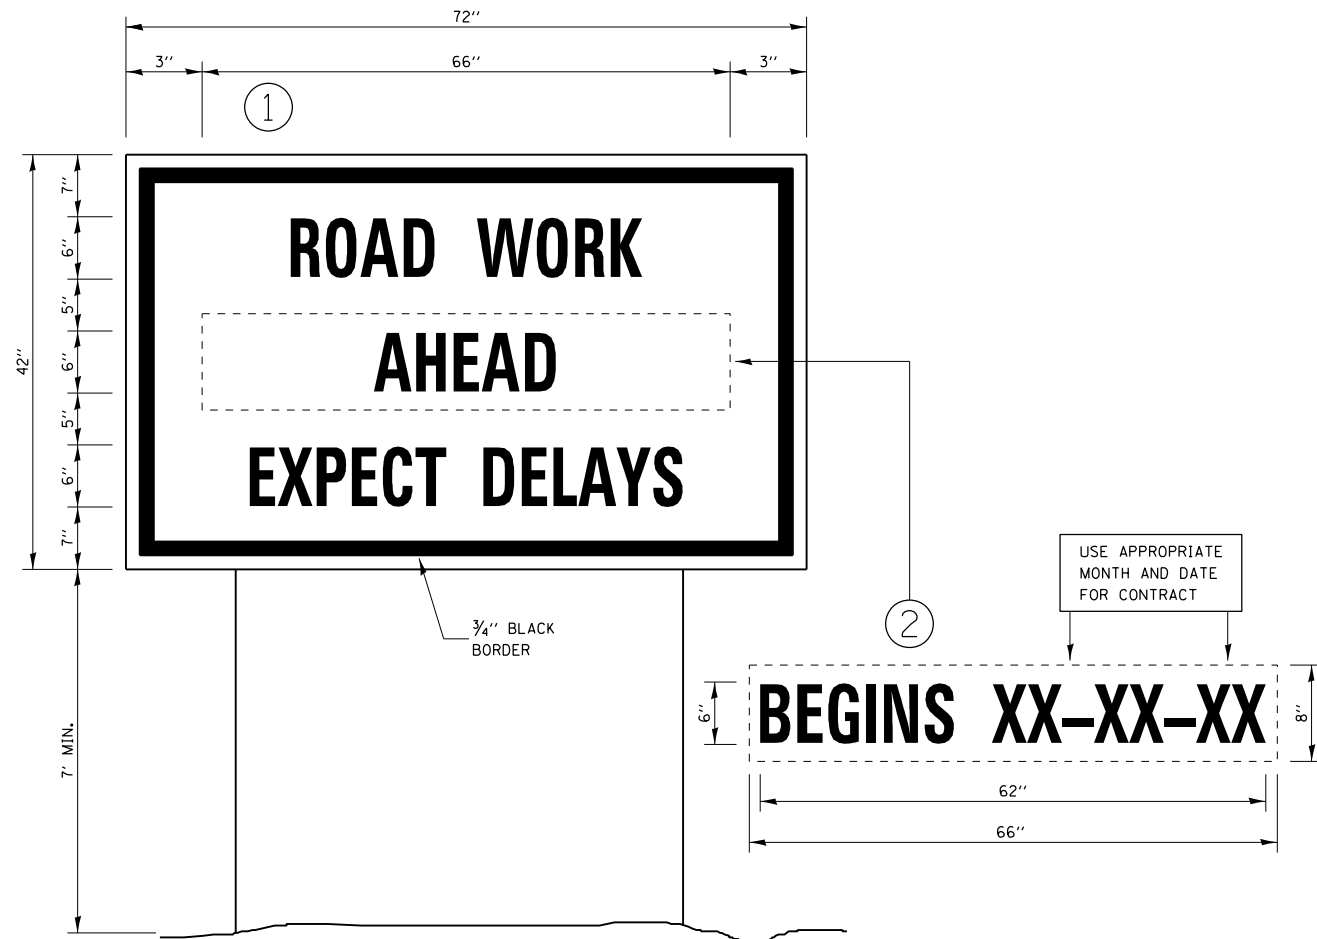 72''
3'' 66'' 3''
1
7''
6''
5''
6''
5''
6''
7''
42''
ROAD WORK
AHEAD
EXPECT DELAYS
¾'' BLACK
BORDER
7' MIN.
2
USE APPROPRIATE
MONTH AND DATE
FOR CONTRACT
6''
BEGINS XX–XX–XX
8''
62''
66''